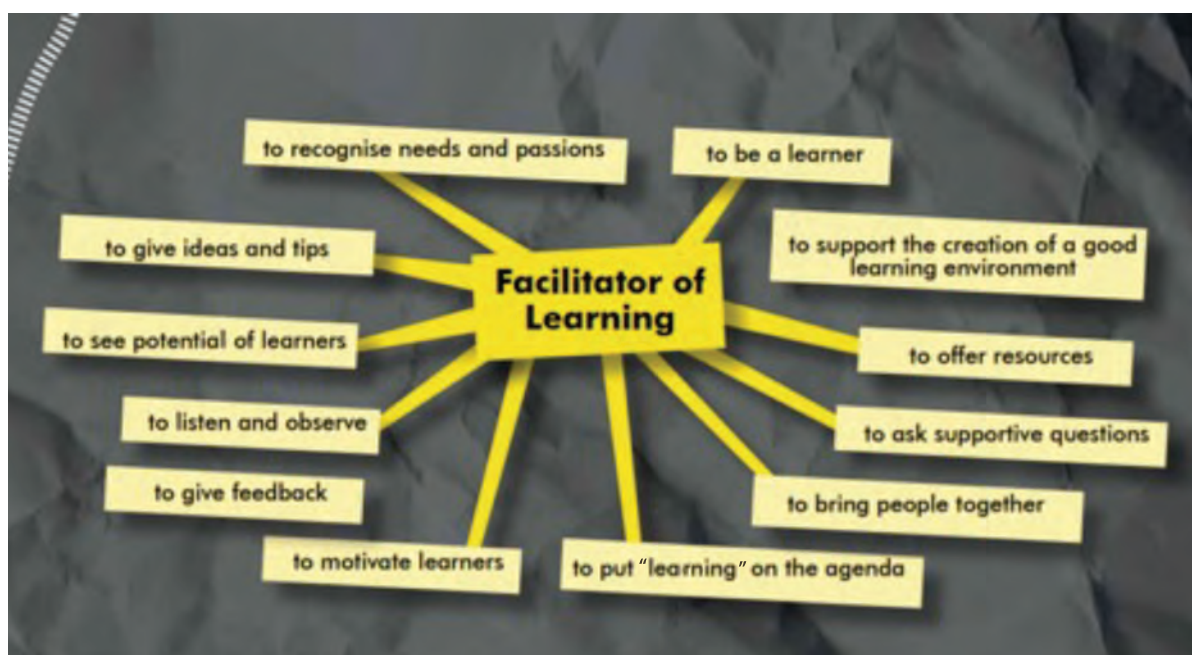 to recognise needs and passions
to be a learner
to give ideas and tips
to support the creation of a good
learning environment
Facilitator of
Learning
to see potential of learners
to offer resources
to listen and observe
to ask supportive questions
to give feedback
to bring people together
to motivate learners
to put “learning” on the agenda